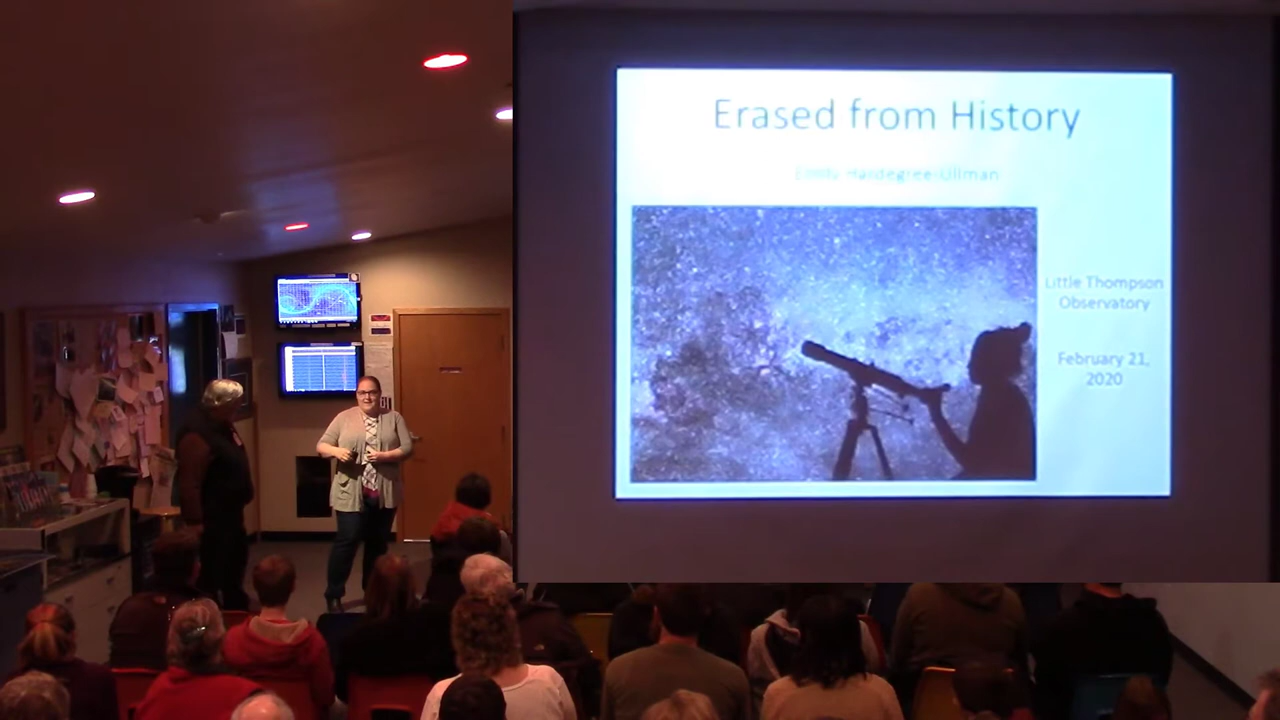 Erased from History
Emily Hardegree-Ullman
Little Thompson
Observatory
February 21,
2020